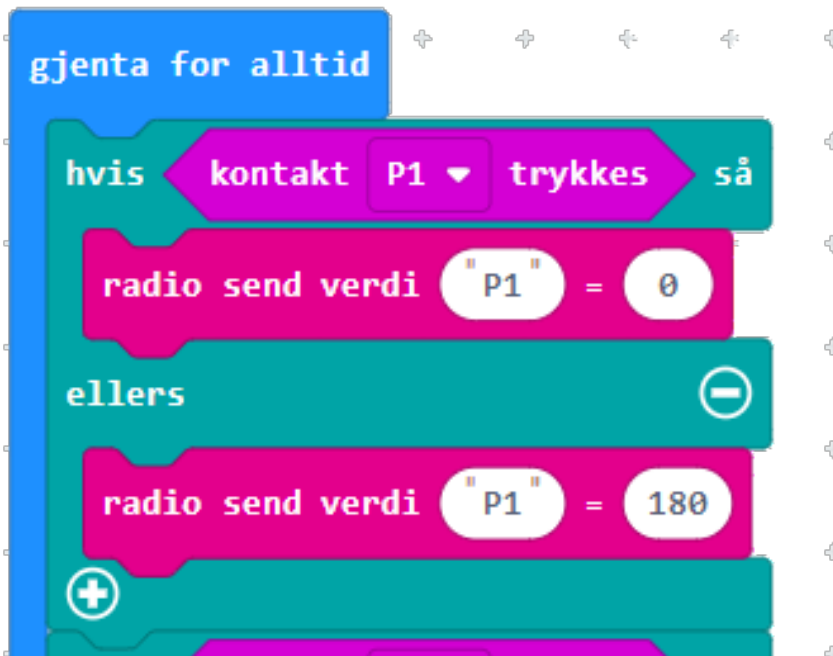 gjenta for alltid
hvis kontakt P1 trykkes så
radio send verdi "P1" = 0
ellers
radio send verdi "P1" = 180